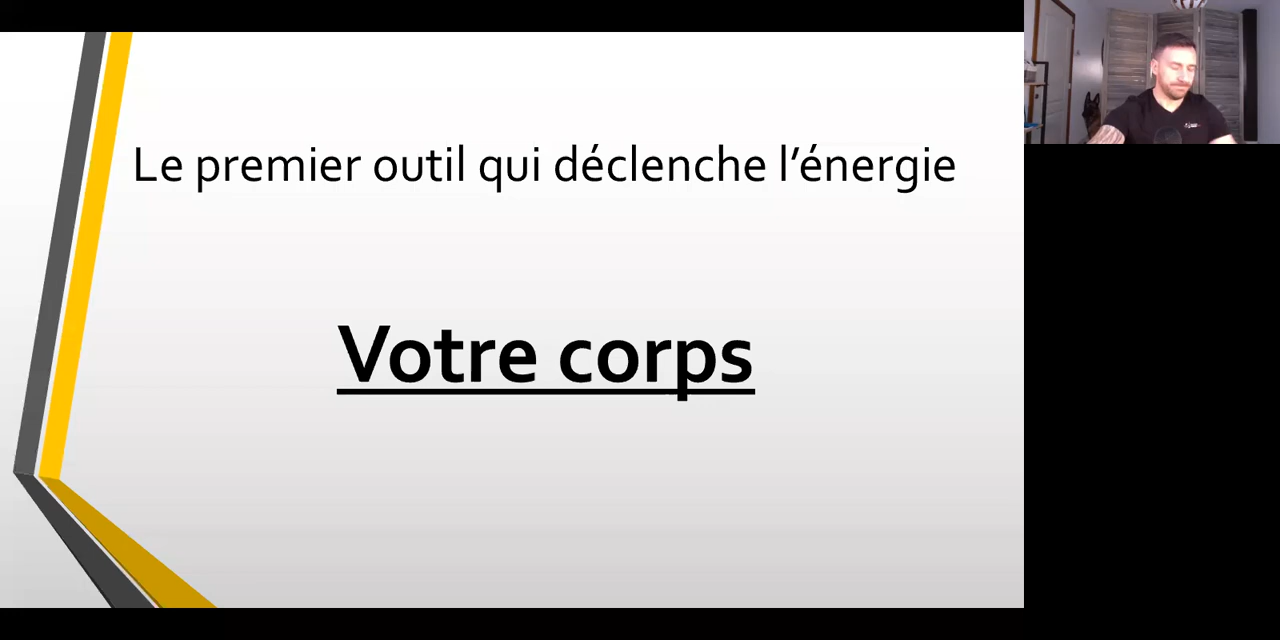 Le premier outil qui déclenche l’énergie
Votre corps